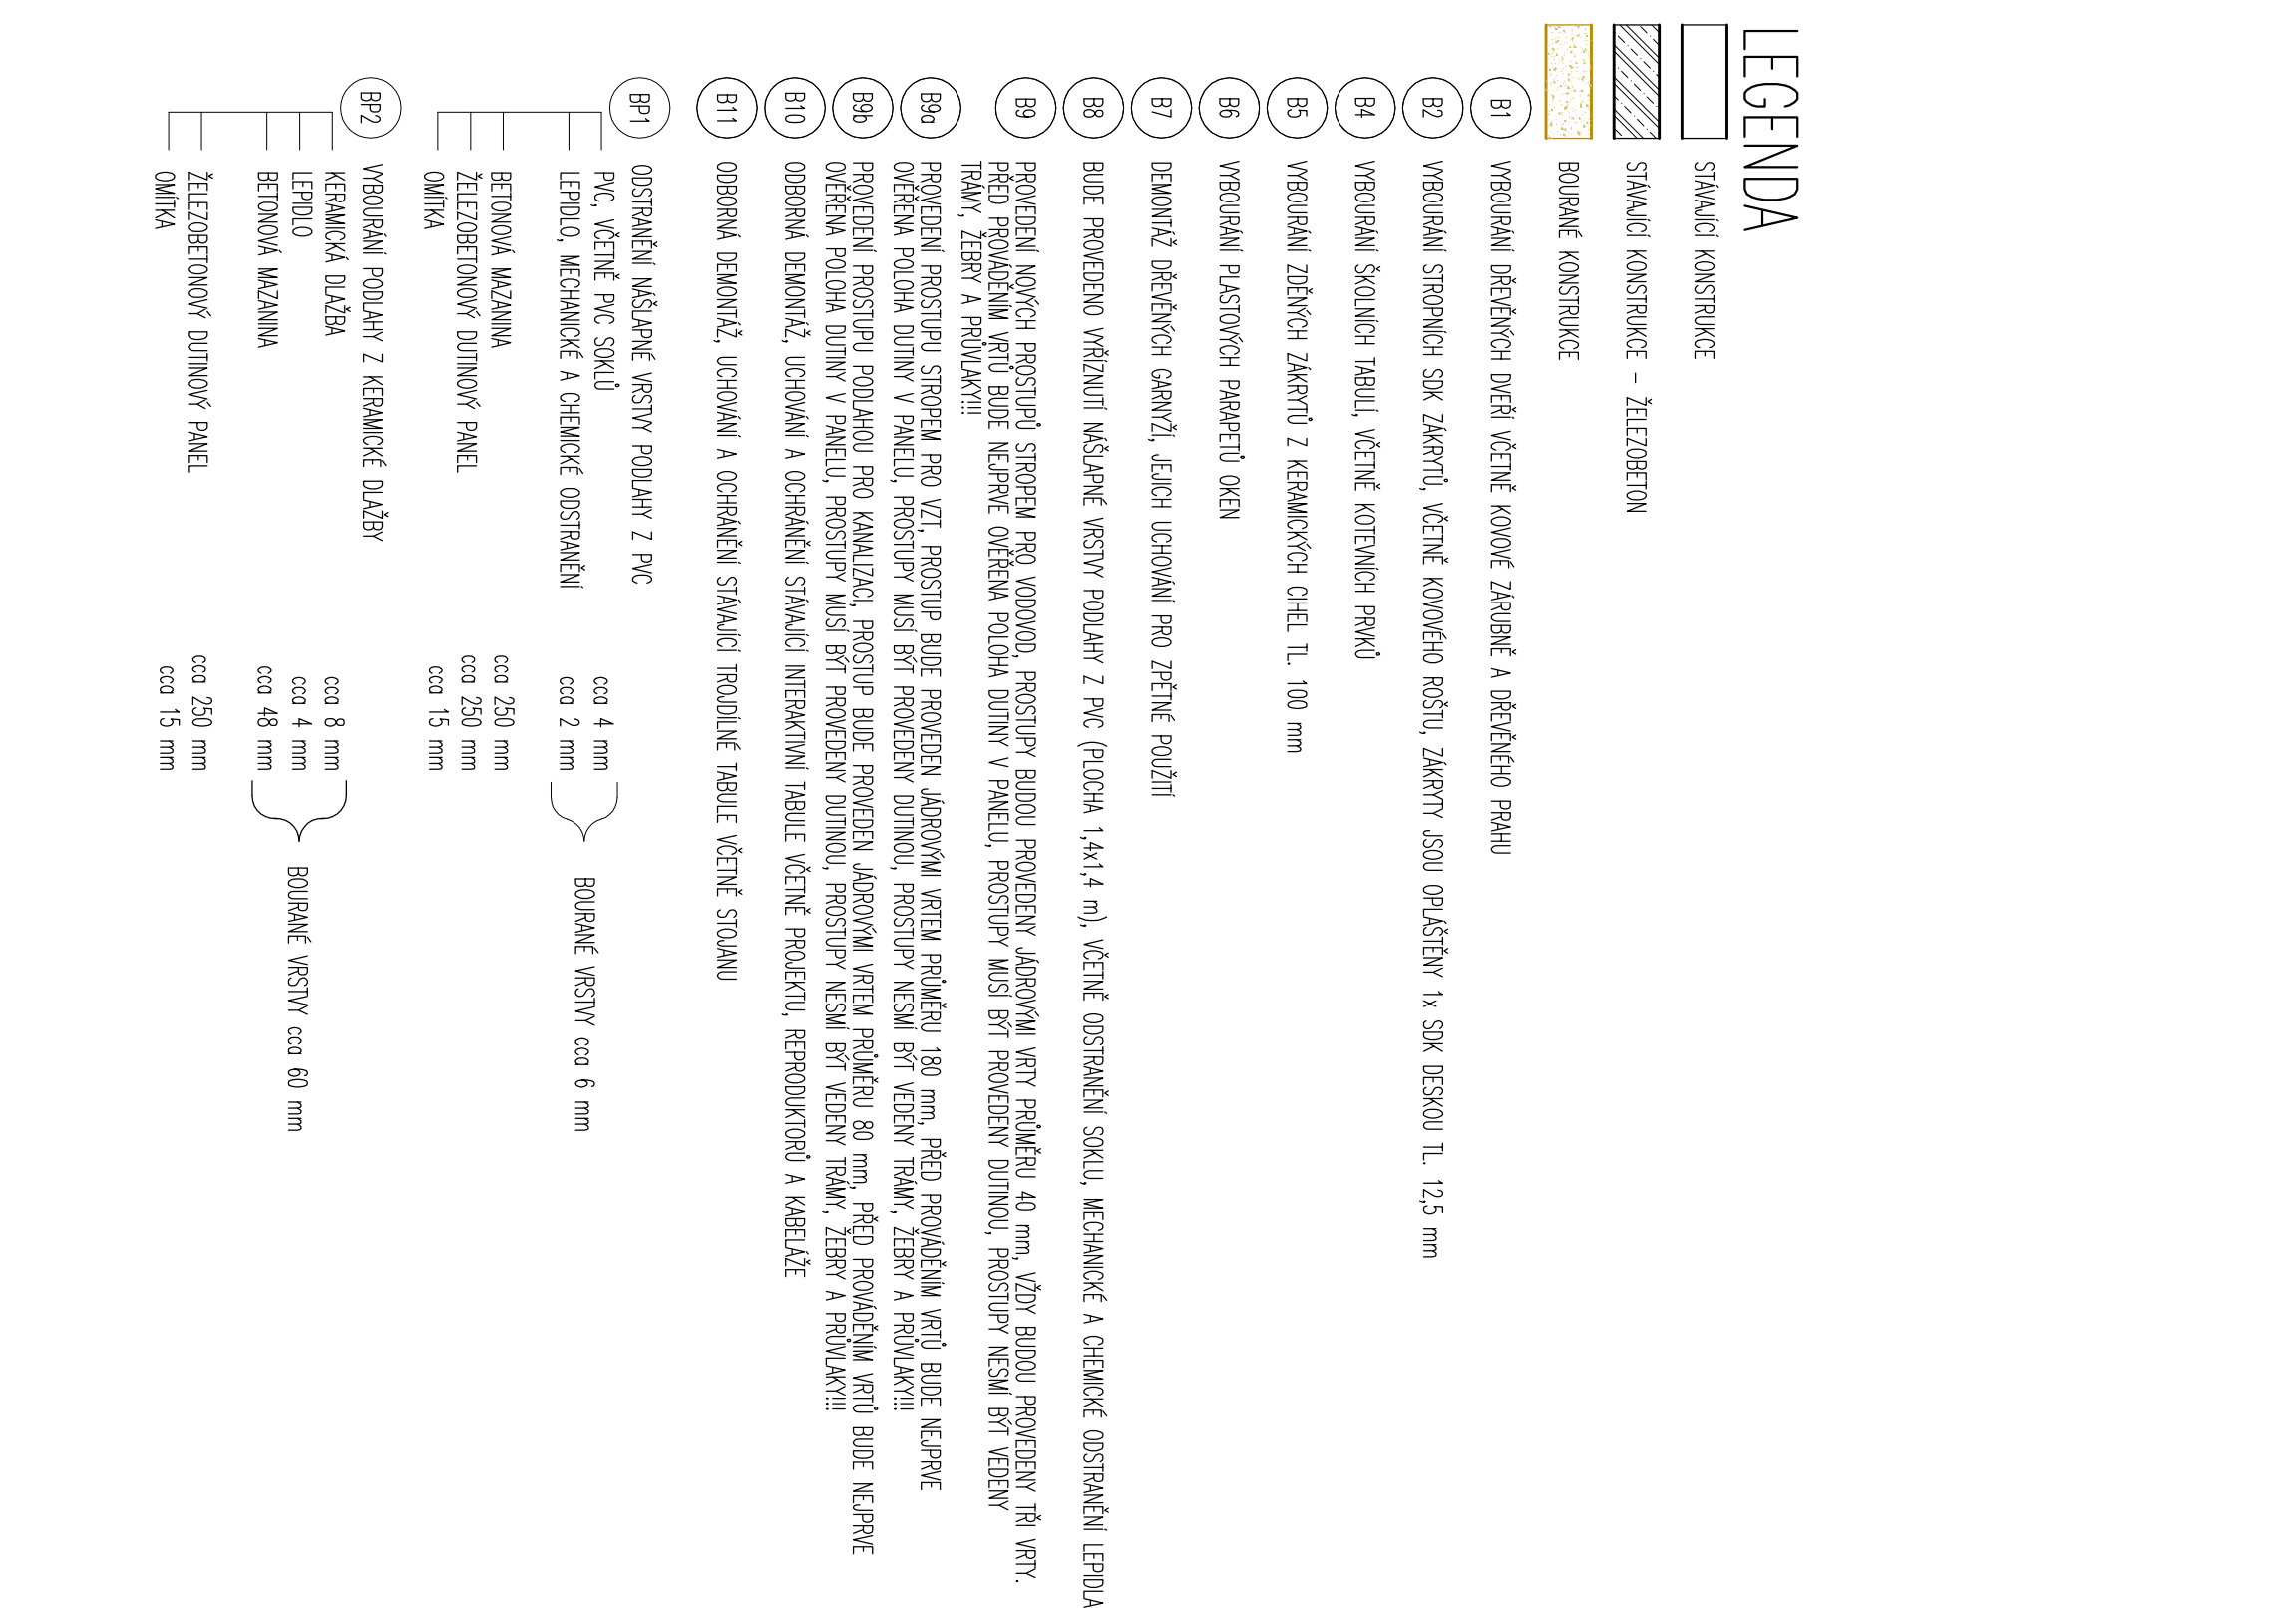 LEGENDA
STÁVAJÍCÍ KONSTRUKCE
STÁVAJÍCÍ KONSTRUKCE – ŽELEZOBETON
BOURANÉ KONSTRUKCE
B1 VYBOURÁNÍ DŘEVĚNÝCH DVEŘÍ VČETNĚ KOVOVÉ ZÁRUBNĚ A DŘEVĚNÉHO PRAHU
B2 VYBOURÁNÍ STROPNÍCH SDK ZÁKRYTŮ, VČETNĚ KOVOVÉHO ROŠTU, ZÁKRYTY JSOU OPLÁŠTĚNY 1x SDK DESKOU TL. 12,5 mm
B4 VYBOURÁNÍ ŠKOLNÍCH TABULÍ, VČETNĚ KOTEVNÍCH PRVKŮ
B5 VYBOURÁNÍ ZDĚNÝCH ZÁKRYTŮ Z KERAMICKÝCH CIHEL TL. 100 mm
B6 VYBOURÁNÍ PLASTOVÝCH PARAPETŮ OKEN
B7 DEMONTÁŽ DŘEVĚNÝCH GARNYŽÍ, JEJICH UCHOVÁNÍ PRO ZPĚTNÉ POUŽITÍ
B8 BUDE PROVEDENO VYŘÍZNUTÍ NÁŠLAPNÉ VRSTVY PODLAHY Z PVC (PLOCHA 1,4x1,4 m), VČETNĚ ODSTRANĚNÍ SOKLU, MECHANICKÉ A CHEMICKÉ ODSTRANĚNÍ LEPIDLA
B9 PROVEDENÍ NOVÝCH PROSTUPŮ STROPEM PRO VODOVOD, PROSTUPY BUDOU PROVEDENY JÁDROVÝMI VRTY PRŮMĚRU 40 mm, VŽDY BUDOU PROVEDENY TŘI VRTY.
PŘED PROVÁDĚNÍM VRTŮ BUDE NEJPRVE OVĚŘENA POLOHA DUTINY V PANELU, PROSTUPY MUSÍ BÝT PROVEDENY DUTINOU, PROSTUPY NESMÍ BÝT VEDENY
TRÁMY, ŽEBRY A PRŮVLAKY!!!
B9a PROVEDENÍ PROSTUPU STROPEM PRO VZT, PROSTUP BUDE PROVEDEN JÁDROVÝMI VRTEM PRŮMĚRU 180 mm, PŘED PROVÁDĚNÍM VRTŮ BUDE NEJPRVE
OVĚŘENA POLOHA DUTINY V PANELU, PROSTUPY MUSÍ BÝT PROVEDENY DUTINOU, PROSTUPY NESMÍ BÝT VEDENY TRÁMY, ŽEBRY A PRŮVLAKY!!!
B9b PROVEDENÍ PROSTUPU PODLAHOU PRO KANALIZACI, PROSTUP BUDE PROVEDEN JÁDROVÝMI VRTEM PRŮMĚRU 80 mm, PŘED PROVÁDĚNÍM VRTŮ BUDE NEJPRVE
OVĚŘENA POLOHA DUTINY V PANELU, PROSTUPY MUSÍ BÝT PROVEDENY DUTINOU, PROSTUPY NESMÍ BÝT VEDENY TRÁMY, ŽEBRY A PRŮVLAKY!!!
B10 ODBORNÁ DEMONTÁŽ, UCHOVÁNÍ A OCHRÁNĚNÍ STÁVAJÍCÍ INTERAKTIVNÍ TABULE VČETNĚ PROJEKTU, REPRODUKTORŮ A KABELÁŽE
B11 ODBORNÁ DEMONTÁŽ, UCHOVÁNÍ A OCHRÁNĚNÍ STÁVAJÍCÍ TROJDÍLNÉ TABULE VČETNĚ STOJANU
BP1 ODSTRANĚNÍ NÁŠLAPNÉ VRSTVY PODLAHY Z PVC
PVC, VČETNĚ PVC SOKLŮ cca 4 mm
LEPIDLO, MECHANICKÉ A CHEMICKÉ ODSTRANĚNÍ cca 2 mm
BOURANÉ VRSTVY cca 6 mm
BETONOVÁ MAZANINA cca 250 mm
ŽELEZOBETONOVÝ DUTINOVÝ PANEL cca 250 mm
OMÍTKA cca 15 mm
BP2 VYBOURÁNÍ PODLAHY Z KERAMICKÉ DLAŽBY
KERAMICKÁ DLAŽBA cca 8 mm
LEPIDLO cca 4 mm
BETONOVÁ MAZANINA cca 48 mm
BOURANÉ VRSTVY cca 60 mm
ŽELEZOBETONOVÝ DUTINOVÝ PANEL cca 250 mm
OMÍTKA cca 15 mm